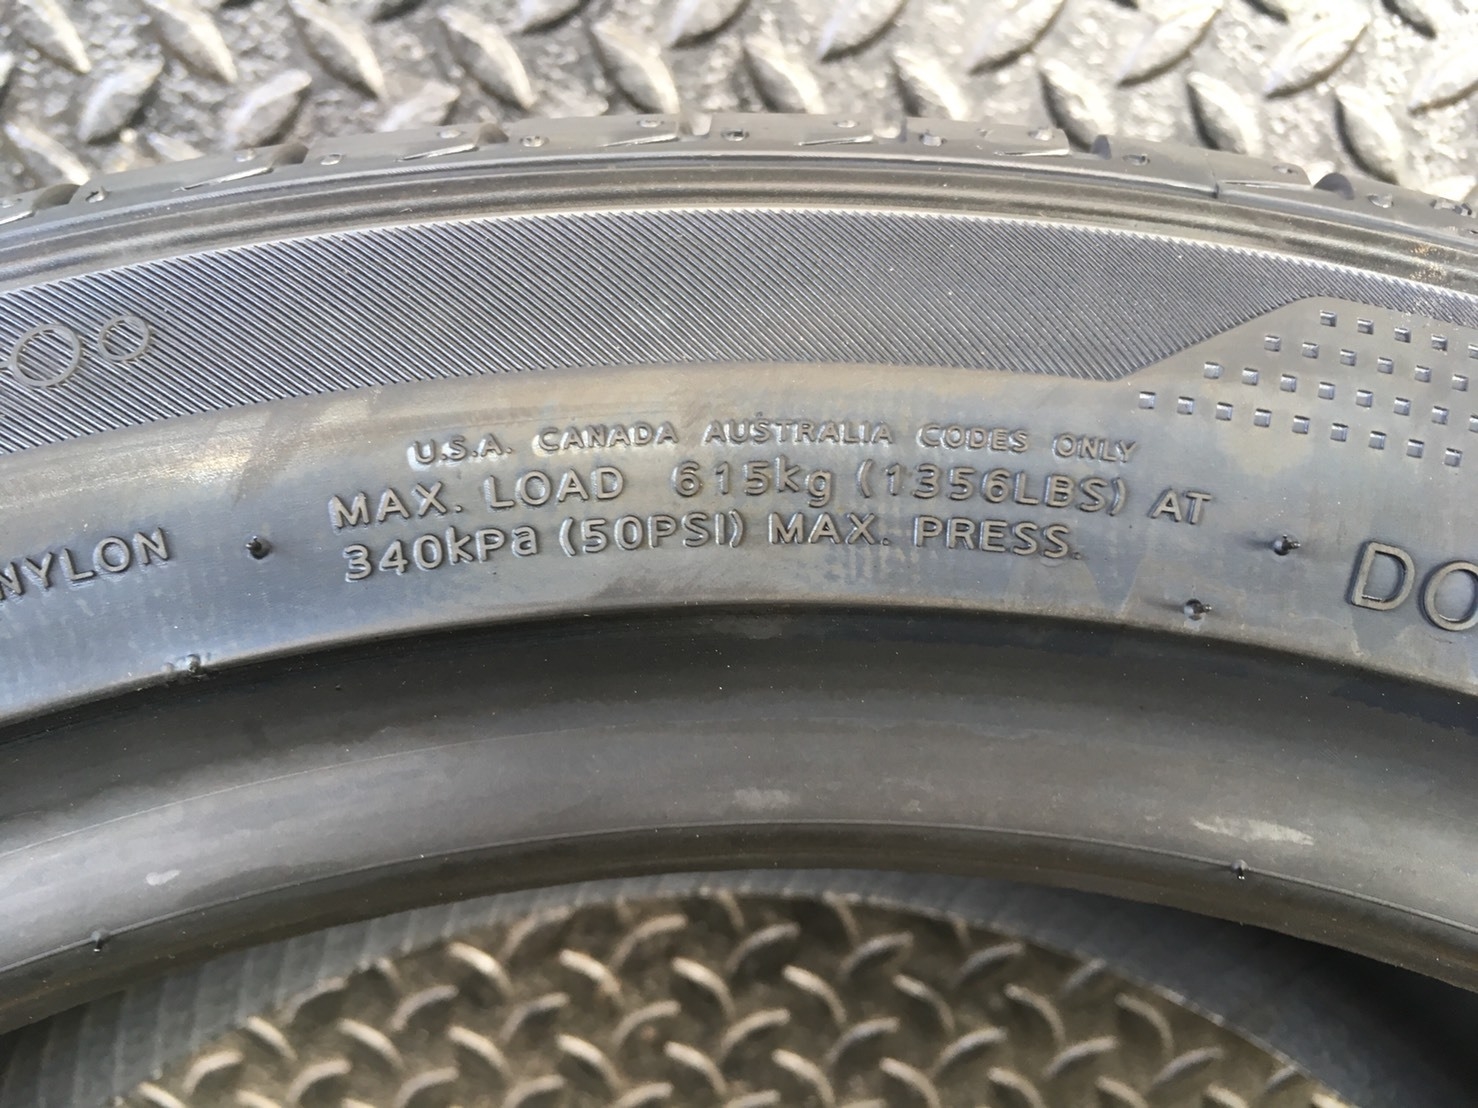 U.S.A. CANADA AUSTRALIA CODES ONLY
MAX. LOAD 615kg (1356LBS) AT
340kPa (50PSI) MAX. PRESS.
NYLON
DO